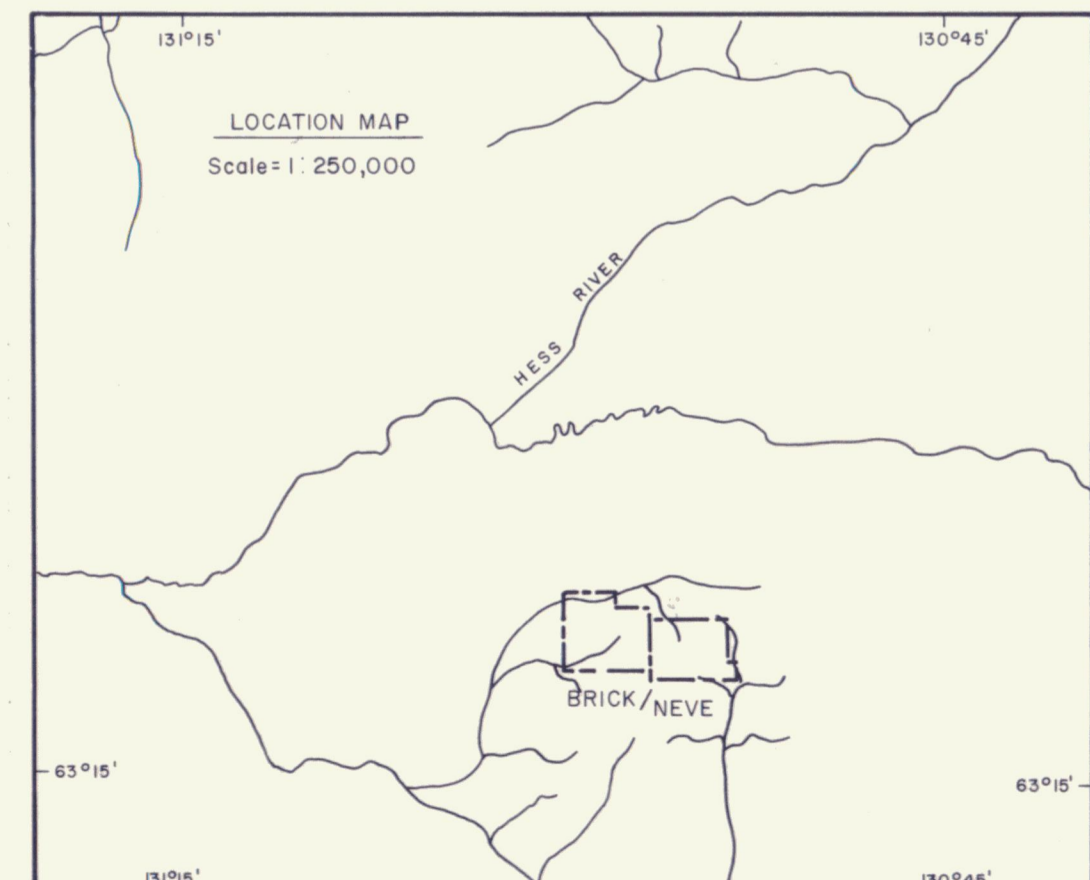 131°15'
130°45'
LOCATION MAP
Scale=1:250,000
RIVER
HESS
BRICK/NEVE
63°15'
63°15'
131°15'
130°45'